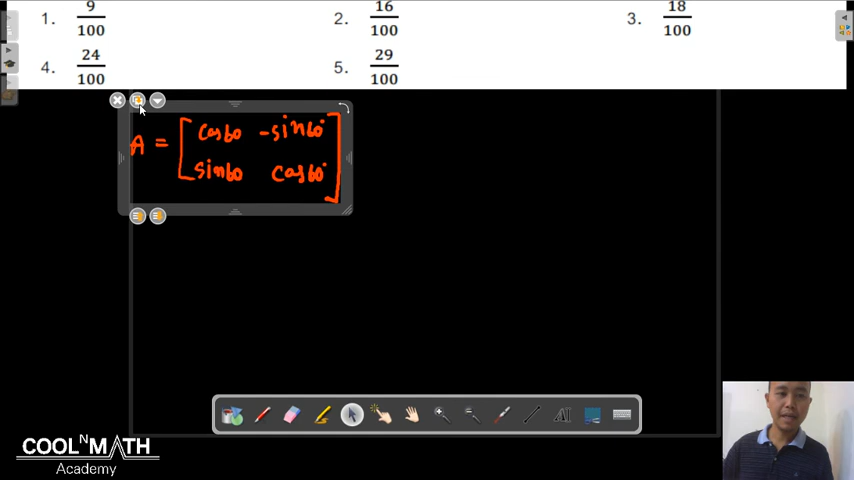 1. 9/100 2. 16/100 3. 18/100
4. 24/100 5. 29/100
A = [cos60 -sin60°
sin60 cos60°]
COOL N MATH
Academy